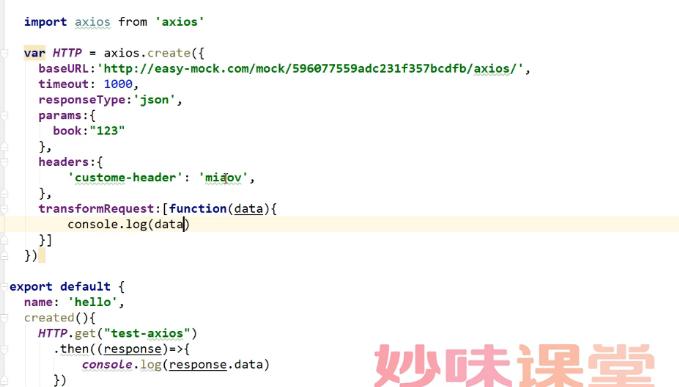 import axios from 'axios'
var HTTP = axios.create({
baseURL:'http://easy-mock.com/mock/596077559adc231f357bcdfb/axios/',
timeout: 1000,
responseType:'json',
params:{
book:"123"
},
headers:{
'custome-header': 'miaov',
},
transformRequest:[function(data){
console.log(data)
}]
})
export default {
name: 'hello',
created(){
HTTP.get("test-axios")
.then((response)=>{
console.log(response.data)
})
妙味课堂